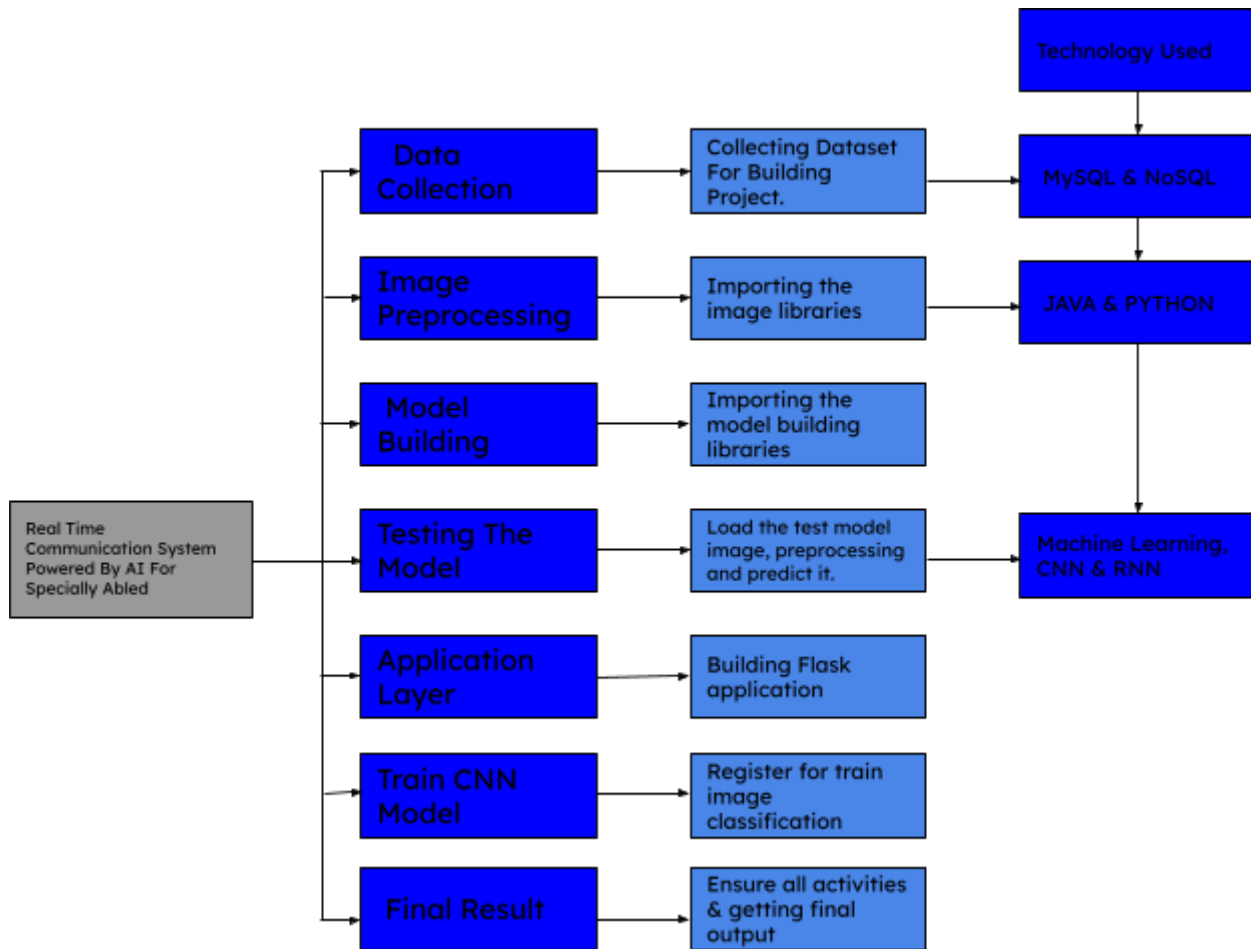 Technology Used
Data
Collection
Collecting Dataset
For Building
Project.
MySQL & NoSQL
Image
Preprocessing
Importing the
image libraries
JAVA & PYTHON
Model
Building
Importing the
model building
libraries
Real Time
Communication System
Powered By AI For
Specially Abled
Testing The
Model
Load the test model
image, preprocessing
and predict it.
Machine Learning,
CNN & RNN
Application
Layer
Building Flask
application
Train CNN
Model
Register for train
image
classification
Final Result
Ensure all activities
& getting final
output